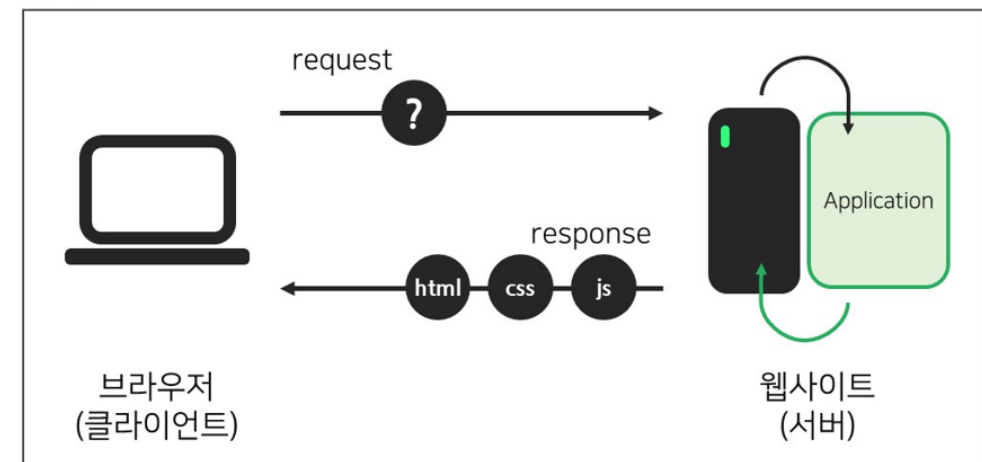 request
?
Application
response
html css js
브라우저
(클라이언트)
웹사이트
(서버)